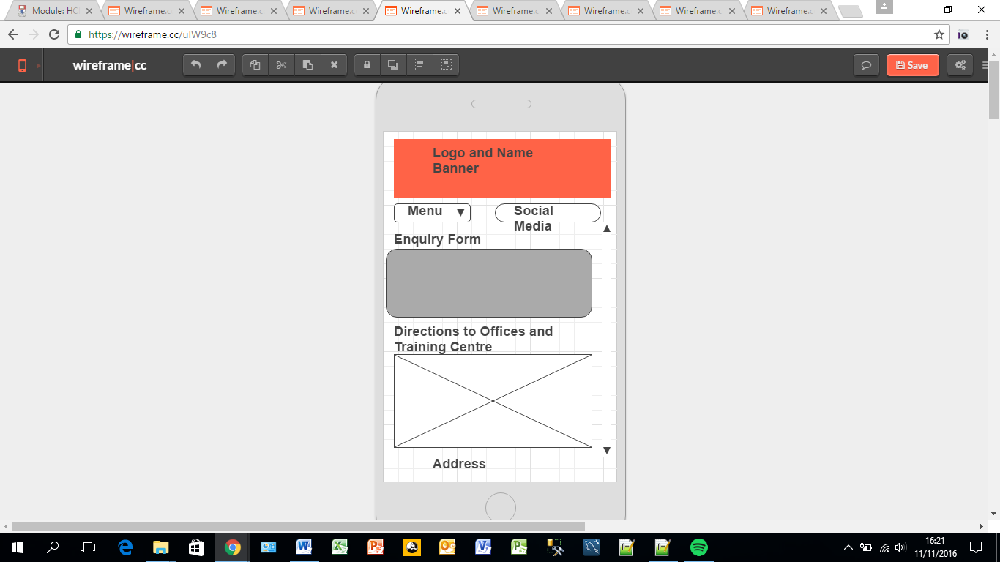 Module: HC
Wireframe.c
Wireframe.c
Wireframe.c
Wireframe.c
Wireframe.c
Wireframe.c
Wireframe.c
Wireframe.c
https://wireframe.cc/uIW9c8
wireframe|cc
Save
Logo and Name
Banner
Menu
Social
Media
Enquiry Form
Directions to Offices and
Training Centre
Address
16:21
11/11/2016